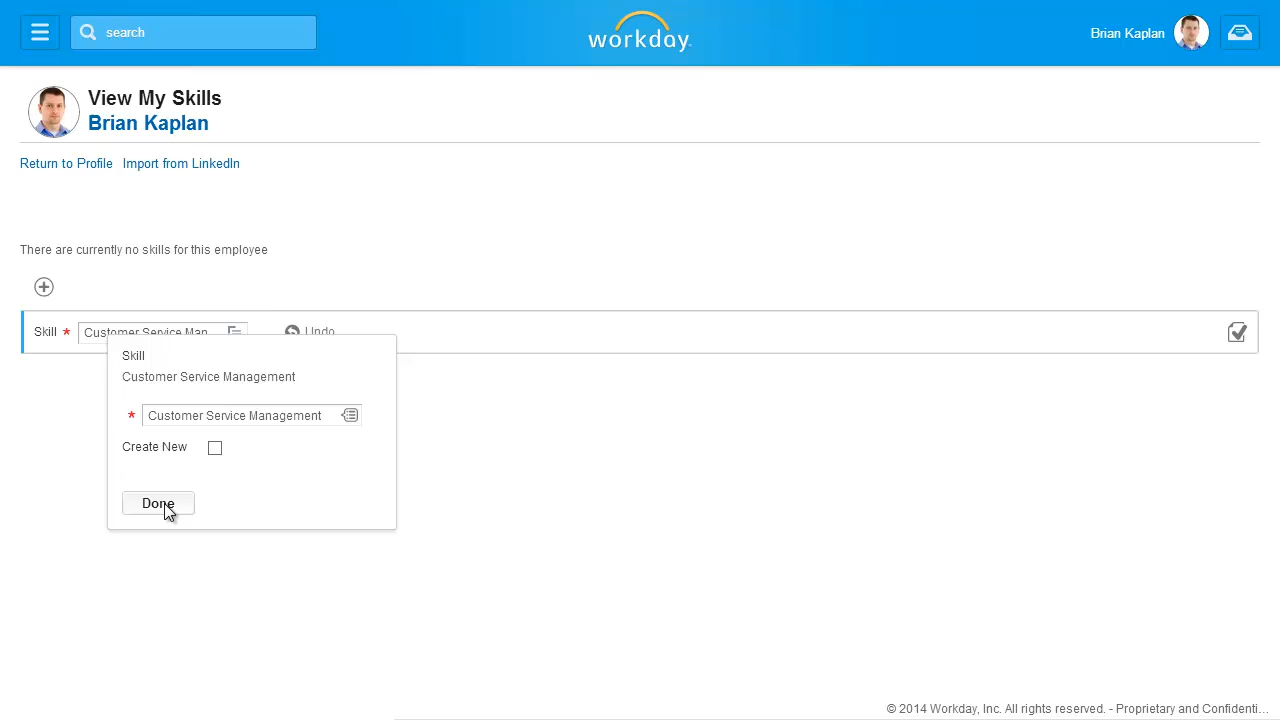 search
workday.
Brian Kaplan
View My Skills
Brian Kaplan
Return to Profile Import from LinkedIn
There are currently no skills for this employee
Skill * Customer Service Man Undo
Skill
Customer Service Management
* Customer Service Management
Create New
Done
© 2014 Workday, Inc. All rights reserved. - Proprietary and Confidenti...